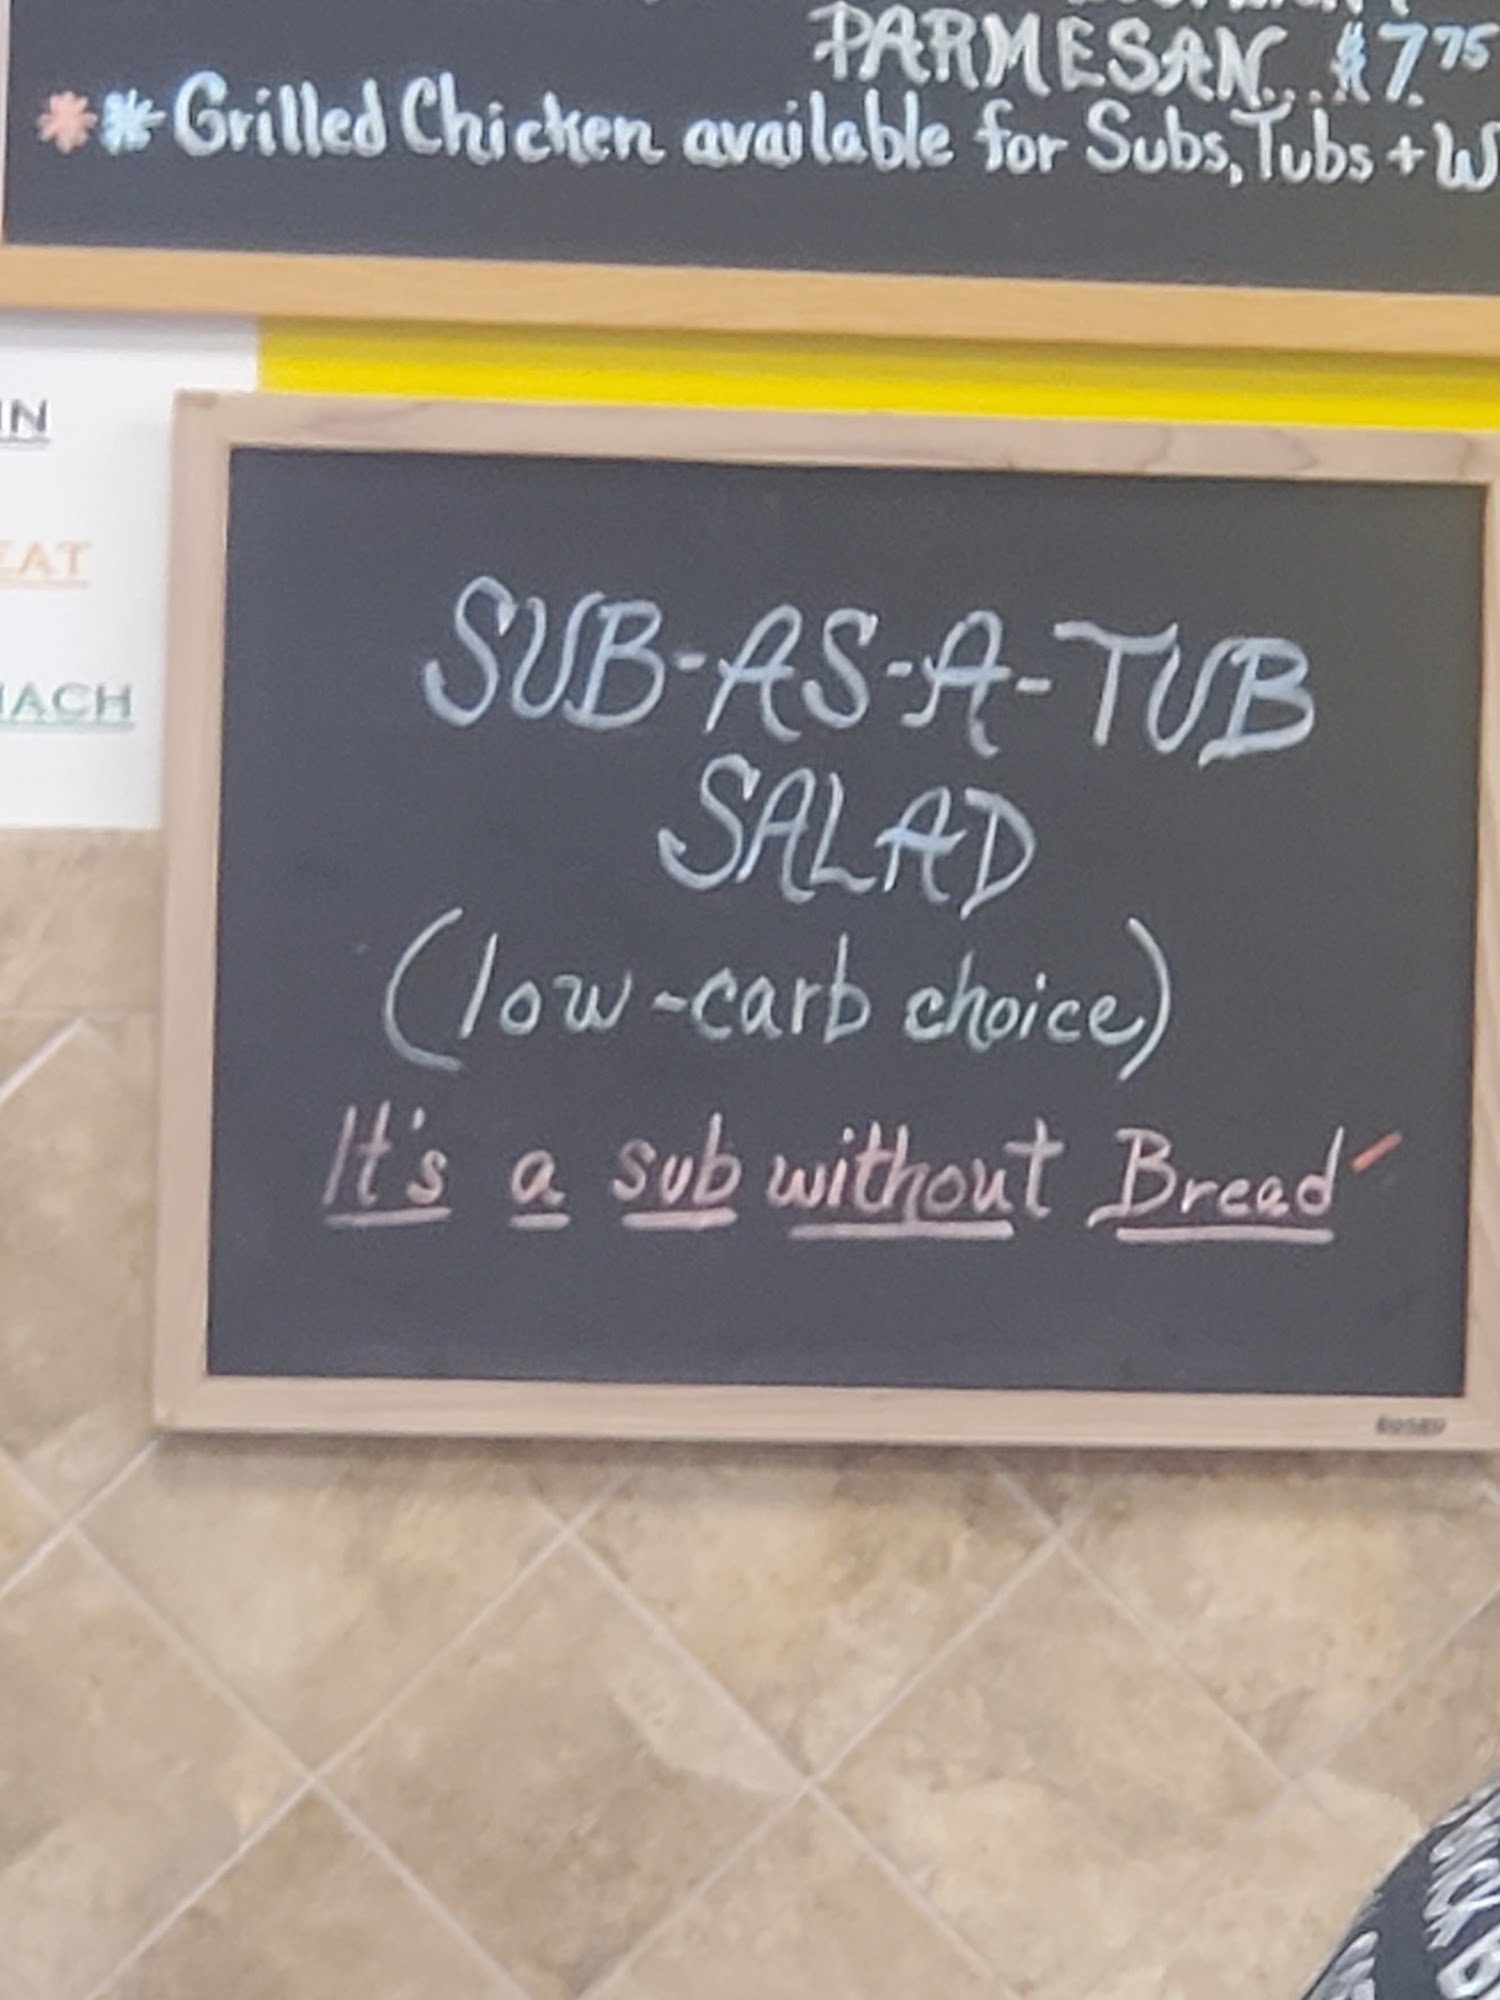 PARMESAN...$7.75
** Grilled Chicken available for Subs, Tubs + W
IN
EAT
ACH
SUB-AS-A-TUB
SALAD
(low-carb choice)
It's a sub without Bread